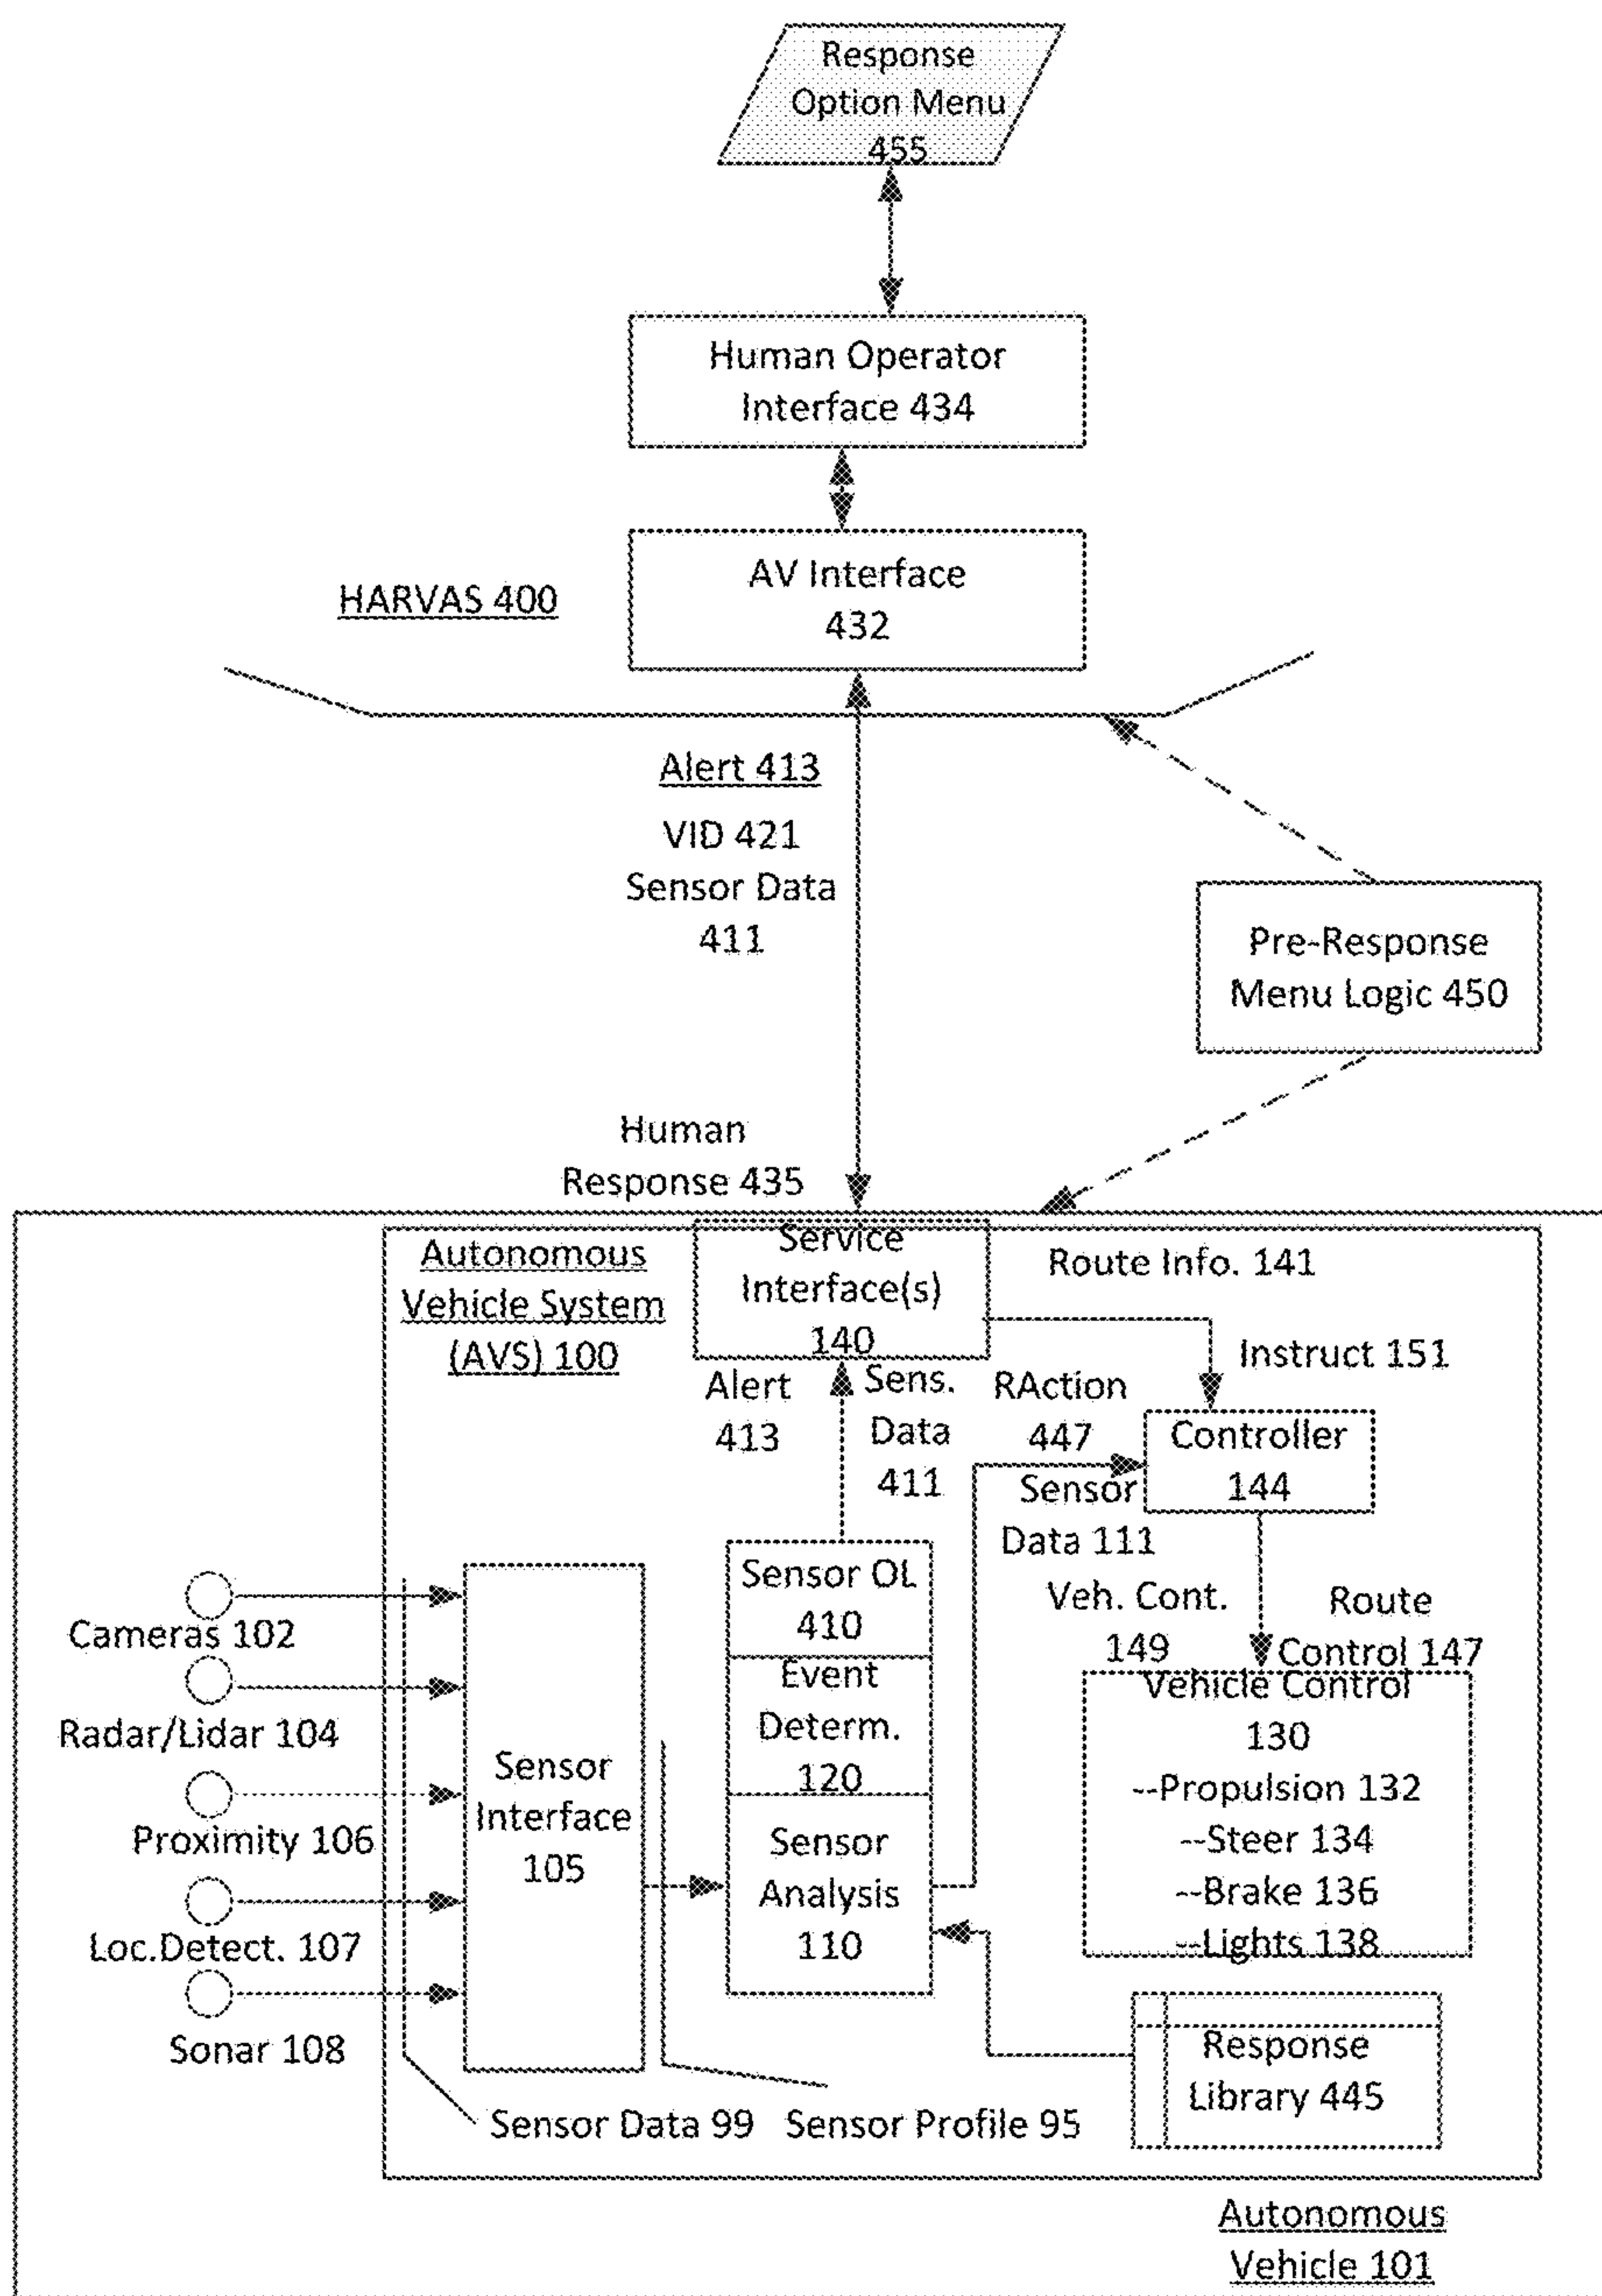 Response
Option Menu
455
Human Operator
Interface 434
AV Interface
432
HARVAS 400
Alert 413
VID 421
Sensor Data
411
Pre-Response
Menu Logic 450
Human
Response 435
Autonomous
Vehicle System
(AVS) 100
Service
Interface(s)
140
Route Info. 141
Instruct 151
Alert
413
Sens.
Data
411
RAction
447
Controller
144
Sensor
Data 111
Veh. Cont.
149
Route
Control 147
Sensor OL
410
Event
Determ.
120
Sensor
Analysis
110
Vehicle Control
130
--Propulsion 132
--Steer 134
--Brake 136
--Lights 138
Cameras 102
Radar/Lidar 104
Proximity 106
Loc.Detect. 107
Sonar 108
Sensor
Interface
105
Response
Library 445
Sensor Data 99
Sensor Profile 95
Autonomous
Vehicle 101